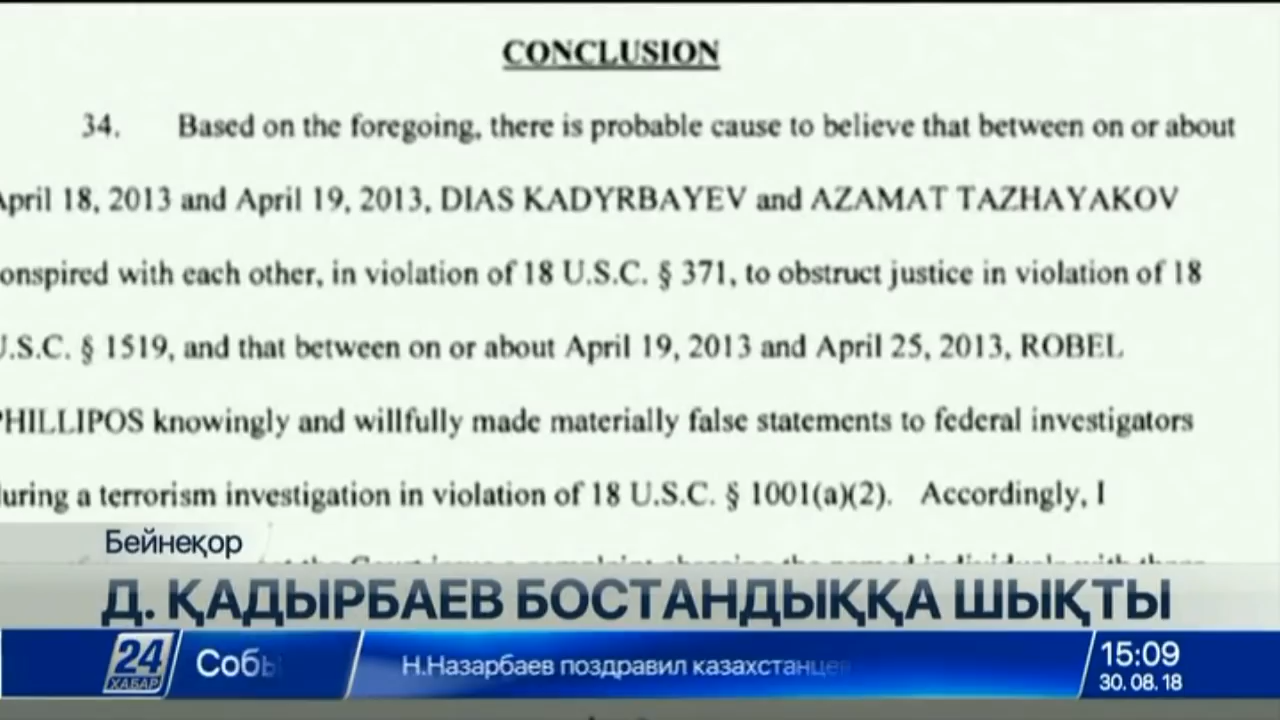 CONCLUSION
34. Based on the foregoing, there is probable cause to believe that between on or about
April 18, 2013 and April 19, 2013, DIAS KADYRBAYEV and AZAMAT TAZHAYAKOV
onspired with each other, in violation of 18 U.S.C. § 371, to obstruct justice in violation of 18
U.S.C. § 1519, and that between on or about April 19, 2013 and April 25, 2013, ROBEL
PHILLIPOS knowingly and willfully made materially false statements to federal investigators
during a terrorism investigation in violation of 18 U.S.C. § 1001(a)(2). Accordingly, I
Бейнеқор
Д. ҚАДЫРБАЕВ БОСТАНДЫҚҚА ШЫҚТЫ
24 ХАБАР
Собы
Н.Назарбаев поздравил казахстанцев
15:09
30. 08. 18